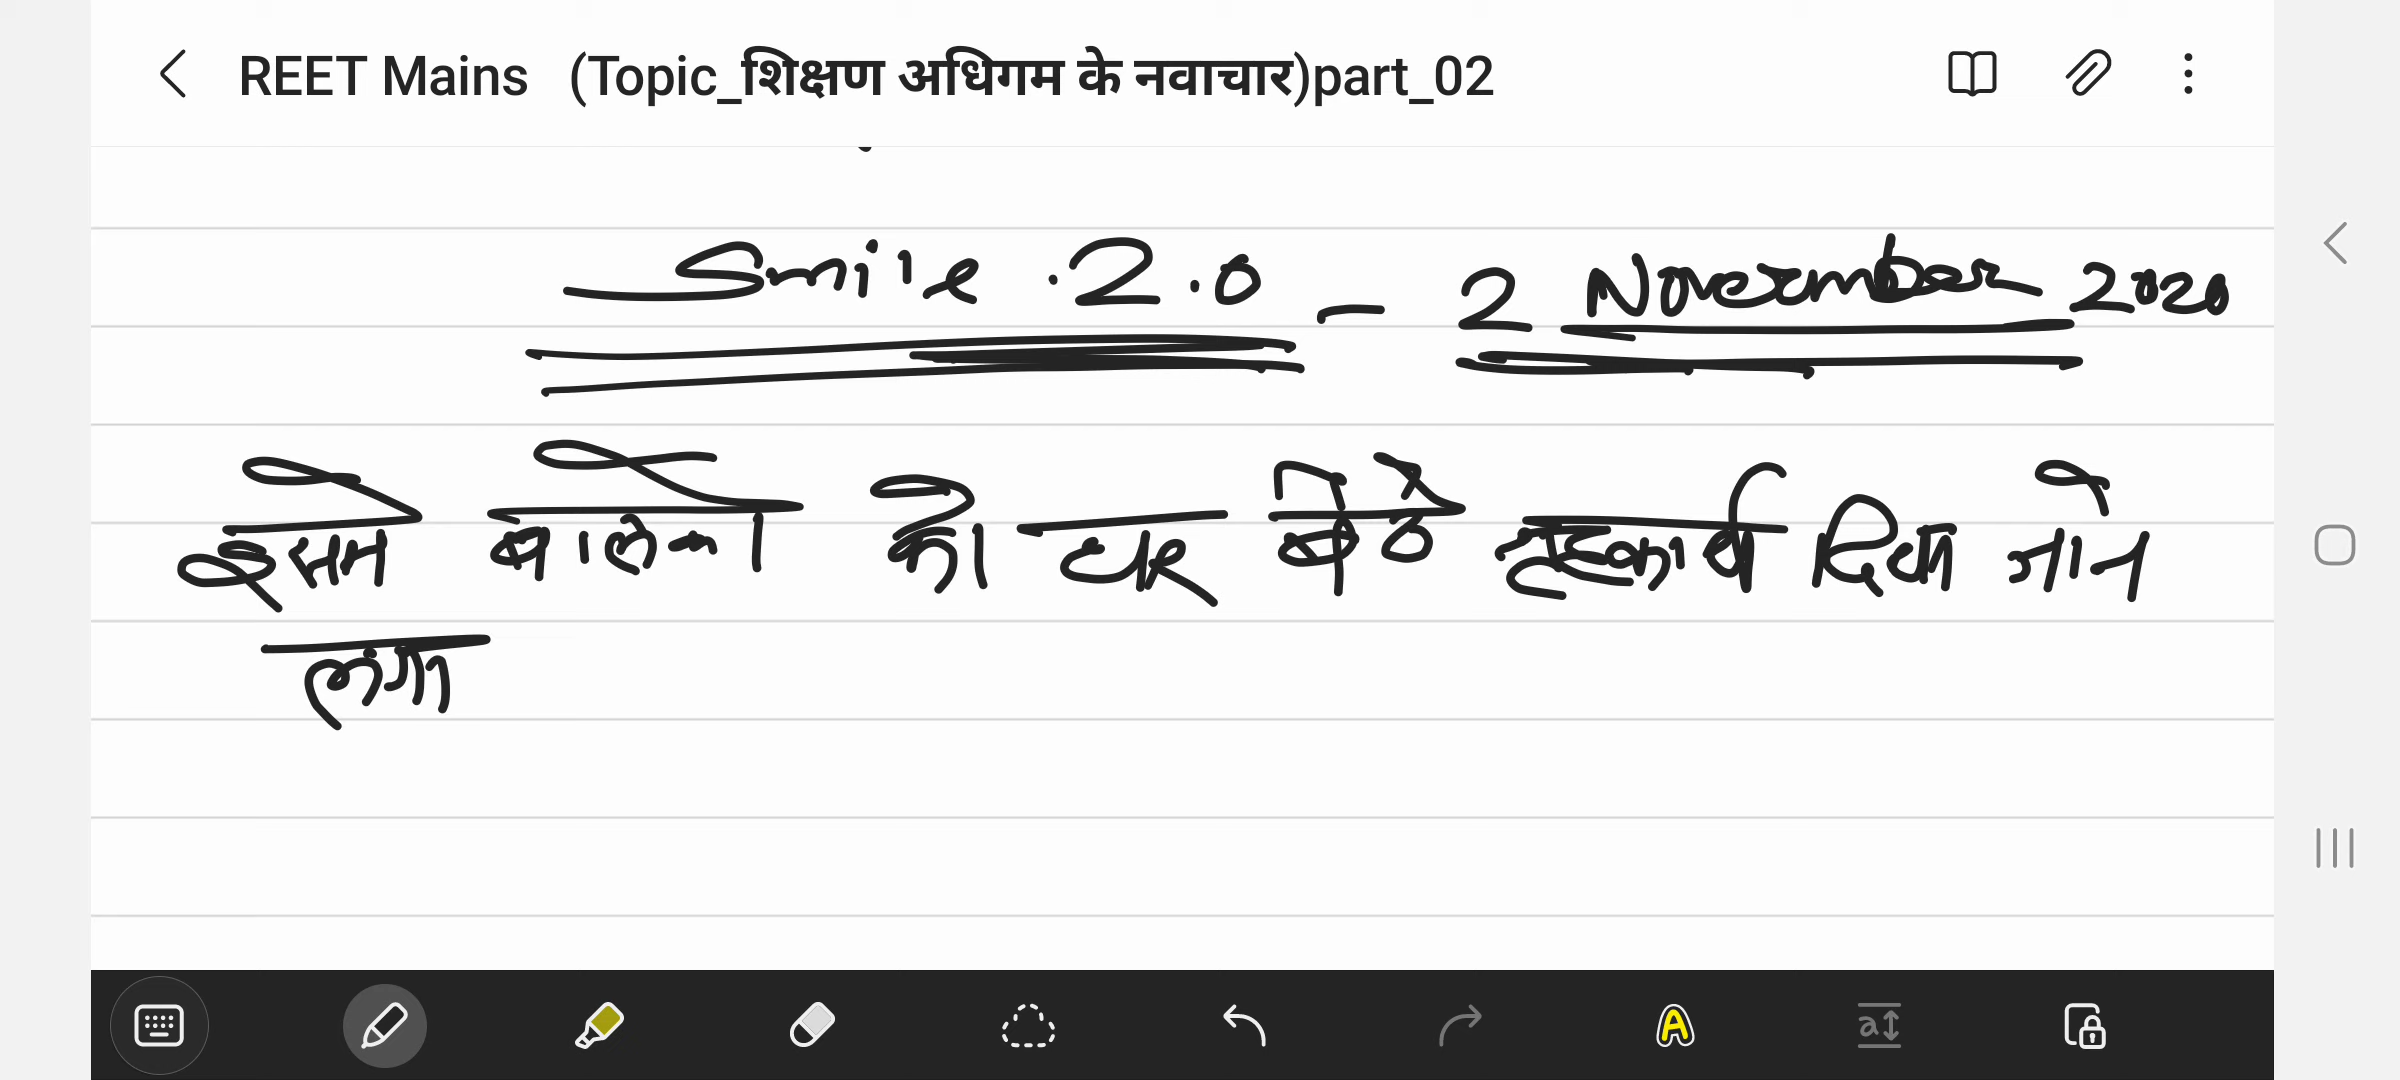 REET Mains (Topic_शिक्षण अधिगम के नवाचार)part_02
Smile .2.0 - 2 November 2020
इसमे बालको को घर बैठे गृहकार्य दिया जाने
लगा